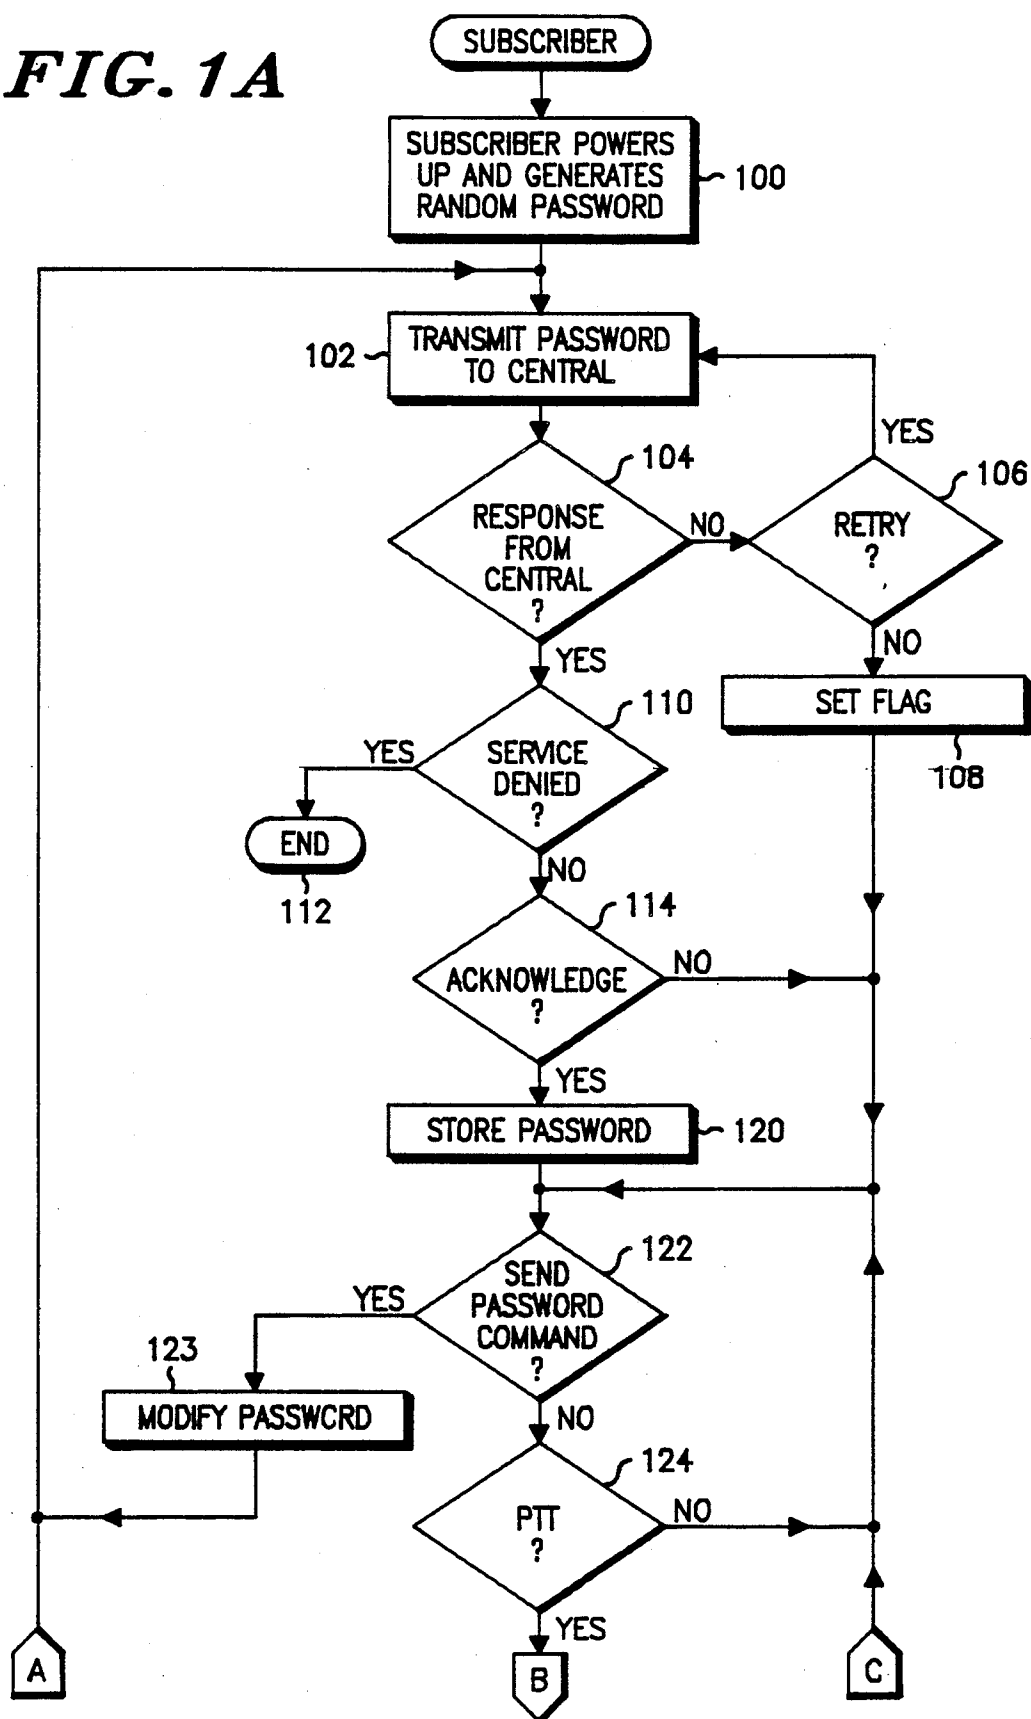 FIG. 1A
SUBSCRIBER
SUBSCRIBER POWERS
UP AND GENERATES
RANDOM PASSWORD
100
102
TRANSMIT PASSWORD
TO CENTRAL
YES
104
106
RESPONSE
FROM
CENTRAL
?
NO
RETRY
?
YES
NO
110
SET FLAG
108
YES
SERVICE
DENIED
?
END
112
NO
114
ACKNOWLEDGE
?
NO
YES
STORE PASSWORD
120
122
SEND
PASSWORD
COMMAND
?
YES
123
MODIFY PASSWCRD
NO
124
PTT
?
NO
YES
A
B
C